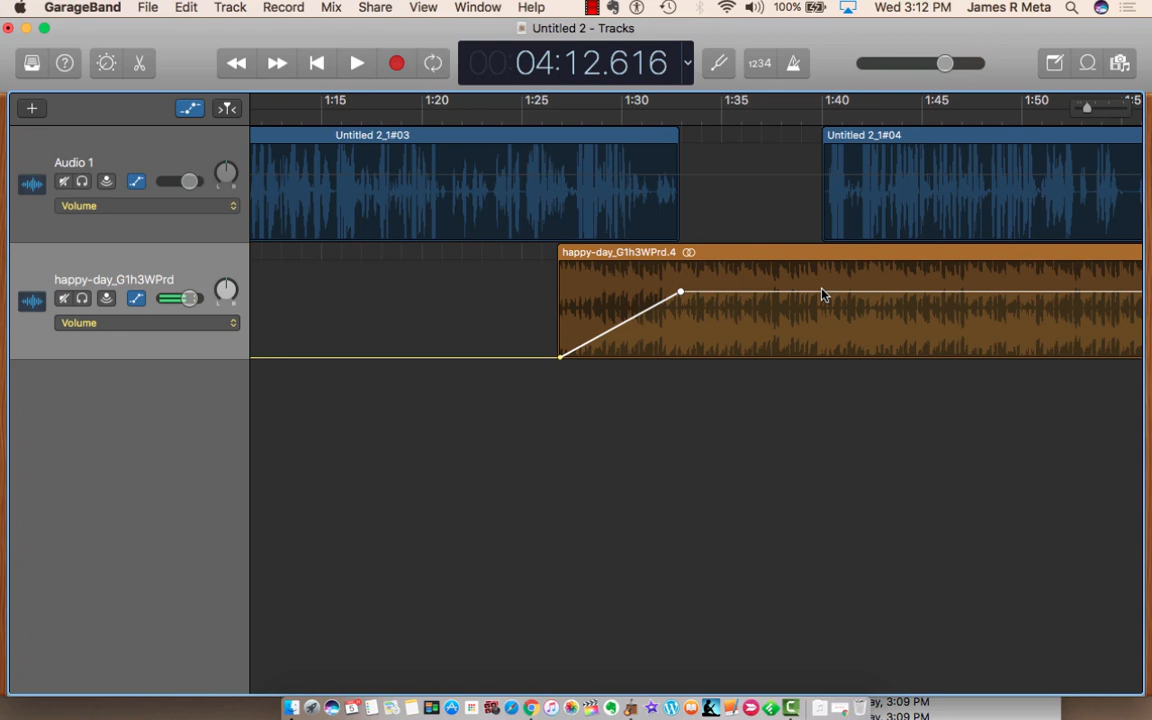 GarageBand File Edit Track Record Mix Share View Window Help 100% Wed 3:12 PM James R Meta
Untitled 2 - Tracks
00 04:12.616 1234
1:15 1:20 1:25 1:30 1:35 1:40 1:45 1:50
Untitled 2_1#03 Untitled 2_1#04
Audio 1
L R
Volume
happy-day_G1h3WPrd.4
happy-day_G1h3WPrd
L R
Volume
ay, 3:09 PM
ay, 3:09 PM